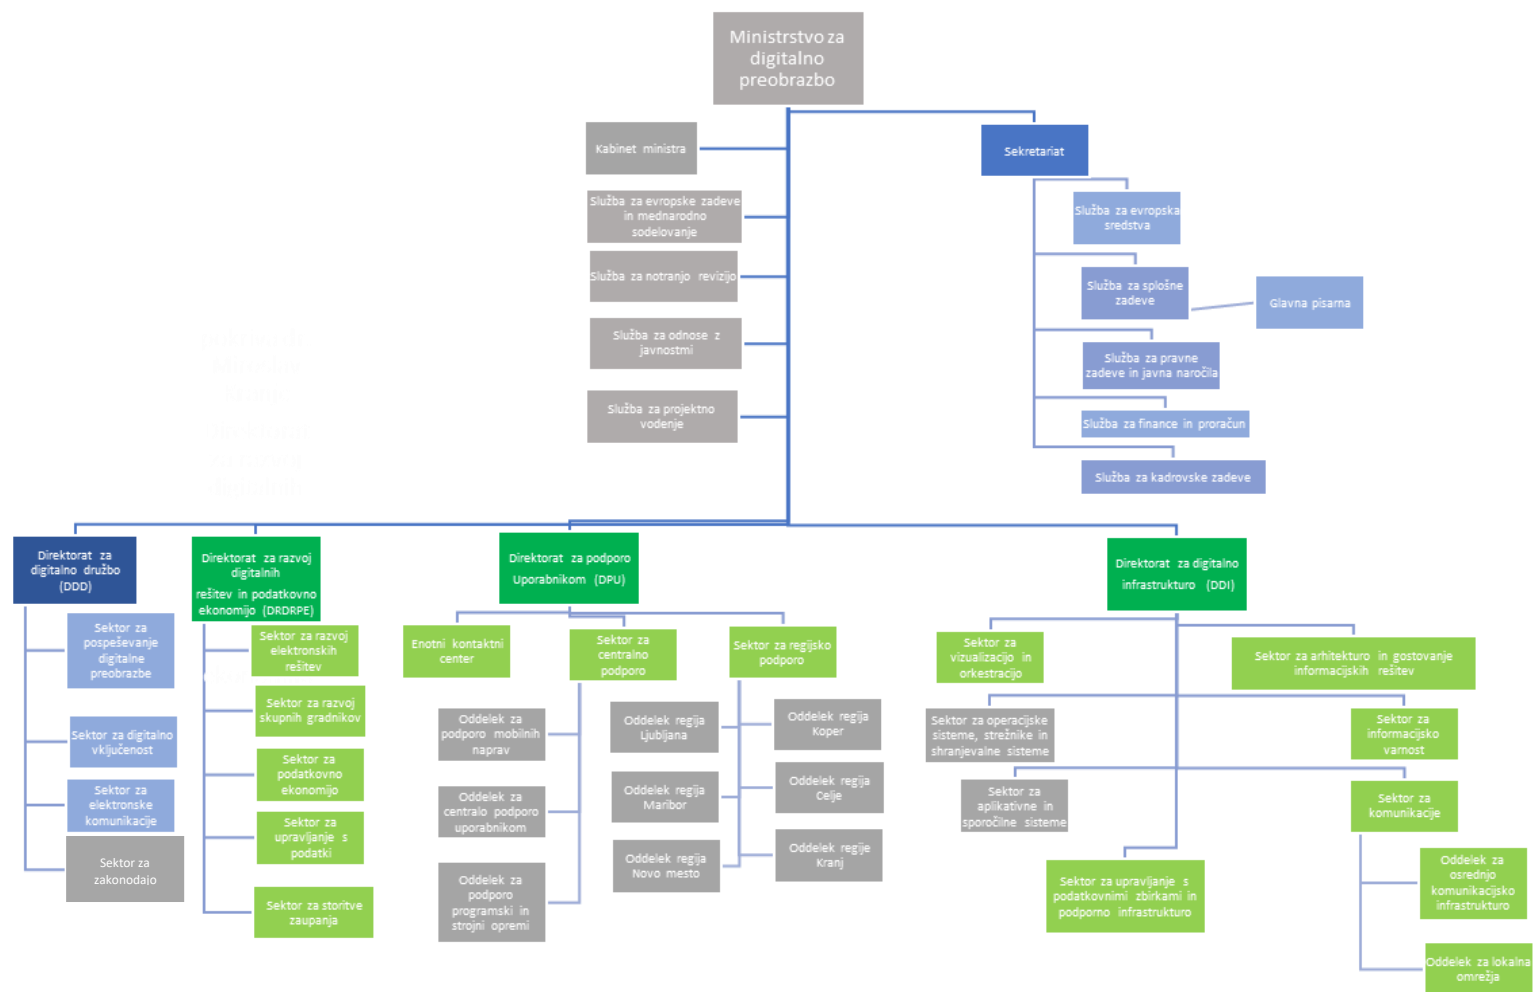 Ministrstvo za
digitalno
preobrazbo
Kabinet ministra
Služba za evropske zadeve
in mednarodno
sodelovanje
Služba za notranjo revizijo
Služba za odnose z
javnostmi
Služba za projektno
vodenje
Sekretariat
Služba za evropska
sredstva
Služba za splošne
zadeve
Glavna pisarna
Služba za pravne
zadeve in javna naročila
Služba za finance in proračun
Služba za kadrovske zadeve
Direktorat za
digitalno družbo
(DDD)
Sektor za
pospeševanje
digitalne
preobrazbe
Sektor za digitalno
vključenost
Sektor za
elektronske
komunikacije
Sektor za
zakonodajo
Direktorat za razvoj
digitalnih
rešitev in podatkovno
ekonomijo (DRDRPE)
Sektor za razvoj
elektronskih
rešitev
Sektor za razvoj
skupnih gradnikov
Sektor za
podatkovno
ekonomijo
Sektor za
upravljanje s
podatki
Sektor za storitve
zaupanja
Direktorat za podporo
Uporabnikom (DPU)
Enotni kontaktni
center
Sektor za
centralno
podporo
Oddelek za
podporo mobilnih
naprav
Oddelek za
centralo podporo
uporabnikom
Oddelek za
podporo
programski in
strojni opremi
Sektor za regijsko
podporo
Oddelek regija
Ljubljana
Oddelek regija
Koper
Oddelek regija
Maribor
Oddelek regija
Celje
Oddelek regija
Novo mesto
Oddelek regije
Kranj
Direktorat za digitalno
infrastrukturo (DDI)
Sektor za
vizualizacijo in
orkestracijo
Sektor za arhitekturo in gostovanje
informacijskih rešitev
Sektor za operacijske
sisteme, strežnike in
shranjevalne sisteme
Sektor za
informacijsko
varnost
Sektor za
aplikativne in
sporočilne sisteme
Sektor za
komunikacije
Sektor za upravljanje s
podatkovnimi zbirkami in
podporno infrastrukturo
Oddelek za
osrednjo
komunikacijsko
infrastrukturo
Oddelek za lokalna
omrežja